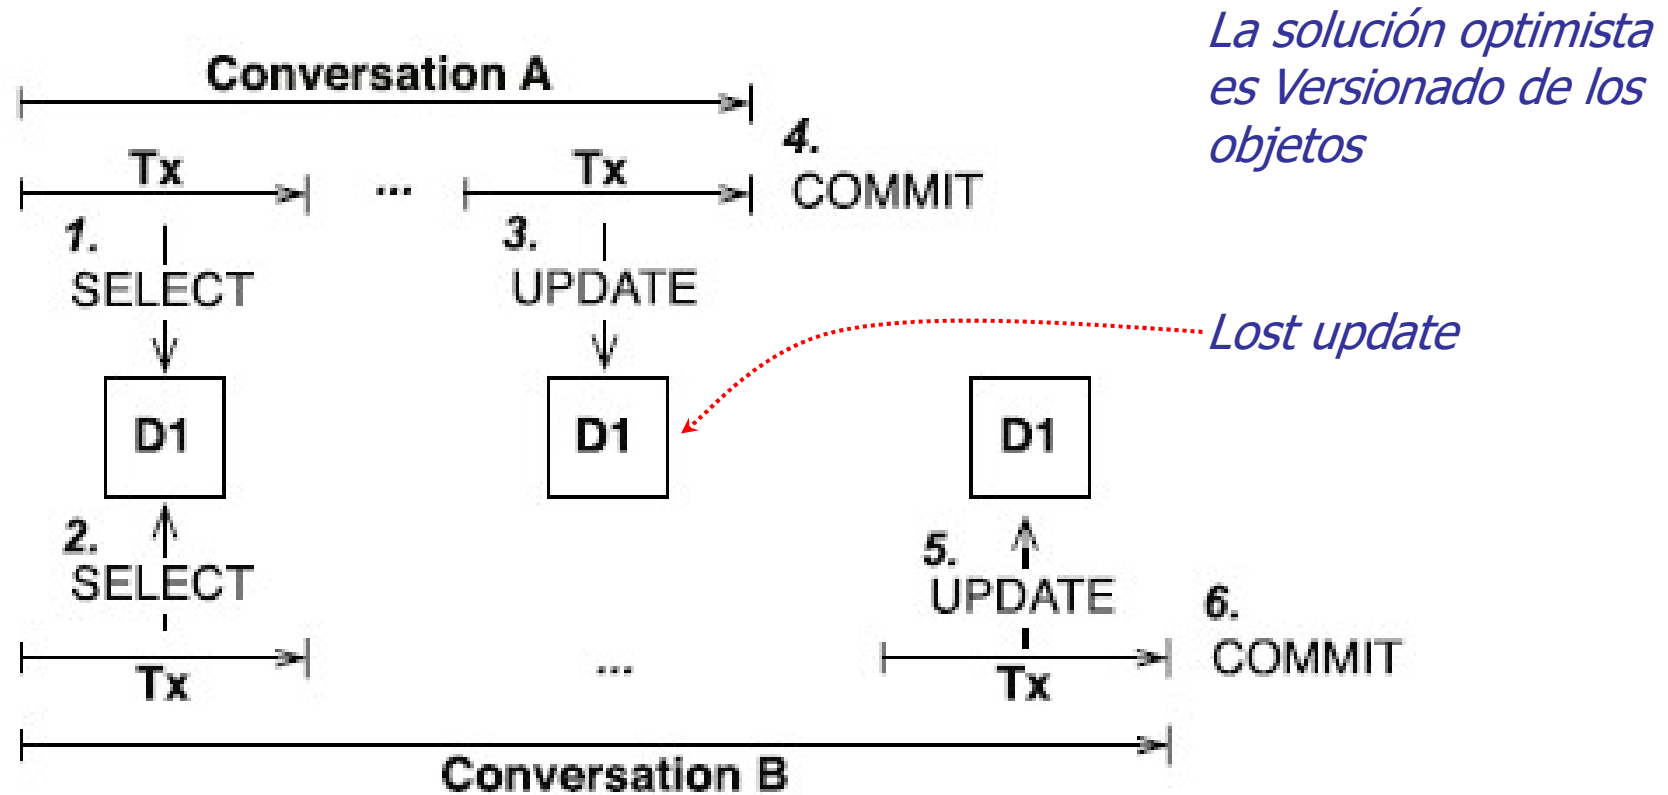 La solución optimista
es Versionado de los
objetos
Conversation A
Tx
...
Tx
4.
COMMIT
1.
SELECT
3.
UPDATE
Lost update
D1
D1
D1
2.
SELECT
5.
UPDATE
6.
COMMIT
Tx
...
Tx
Conversation B